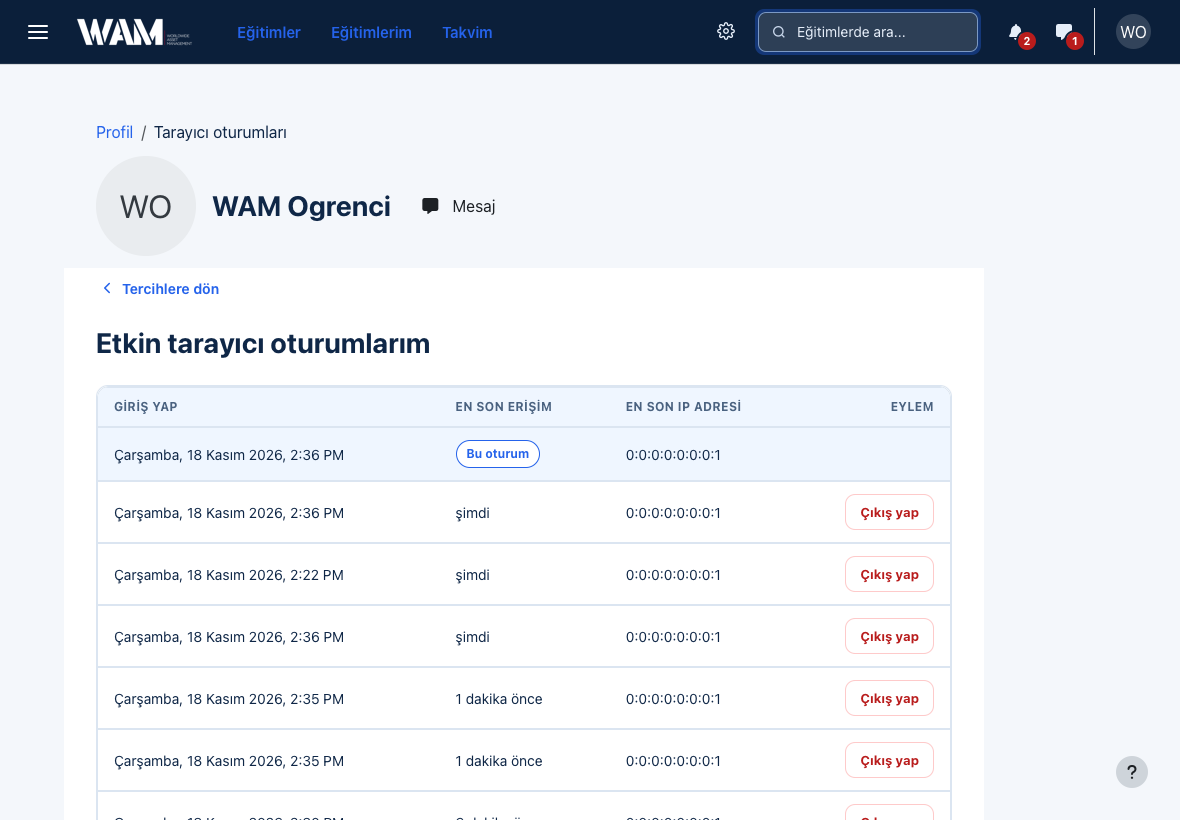 WAM WORLDWIDE ASSET MANAGEMENT
Eğitimler Eğitimlerim Takvim Eğitimlerde ara... 2 1 WO
Profil / Tarayıcı oturumları
WO WAM Ogrenci Mesaj
Tercihlere dön
Etkin tarayıcı oturumlarım
GİRİŞ YAP EN SON ERİŞİM EN SON IP ADRESİ EYLEM
Çarşamba, 18 Kasım 2026, 2:36 PM Bu oturum 0:0:0:0:0:0:0:1
Çarşamba, 18 Kasım 2026, 2:36 PM şimdi 0:0:0:0:0:0:0:1 Çıkış yap
Çarşamba, 18 Kasım 2026, 2:22 PM şimdi 0:0:0:0:0:0:0:1 Çıkış yap
Çarşamba, 18 Kasım 2026, 2:36 PM şimdi 0:0:0:0:0:0:0:1 Çıkış yap
Çarşamba, 18 Kasım 2026, 2:35 PM 1 dakika önce 0:0:0:0:0:0:0:1 Çıkış yap
Çarşamba, 18 Kasım 2026, 2:35 PM 1 dakika önce 0:0:0:0:0:0:0:1 Çıkış yap
?